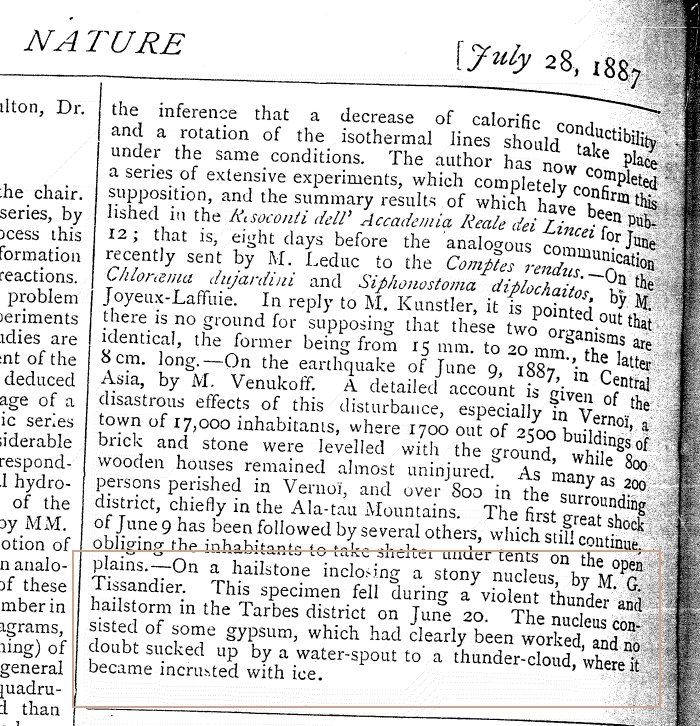 NATURE
[July 28, 1887
ulton, Dr.
the chair.
series, by
ocess this
formation
reactions.
problem
periments
udies are
ent of the
deduced
age of a
ic series
siderable
respond-
l hydro-
of the
by MM.
otion of
n analo-
of these
mber in
agrams,
ning) of
general
quadru-
d than
the inference that a decrease of calorific conductibility
and a rotation of the isothermal lines should take place
under the same conditions. The author has now completed
a series of extensive experiments, which completely confirm this
supposition, and the summary results of which have been pub-
lished in the Risoconti dell' Accademia Reale dei Lincei for June
12; that is, eight days before the analogous communication
recently sent by M. Leduc to the Comptes rendus.—On the
Chloræma dujardini and Siphonostoma diplochaitos, by M.
Joyeux-Laffuie. In reply to M. Kunstler, it is pointed out that
there is no ground for supposing that these two organisms are
identical, the former being from 15 mm. to 20 mm., the latter
8 cm. long.—On the earthquake of June 9, 1887, in Central
Asia, by M. Venukoff. A detailed account is given of the
disastrous effects of this disturbance, especially in Vernoï, a
town of 17,000 inhabitants, where 1700 out of 2500 buildings of
brick and stone were levelled with the ground, while 800
wooden houses remained almost uninjured. As many as 200
persons perished in Vernoï, and over 800 in the surrounding
district, chiefly in the Ala-tau Mountains. The first great shock
of June 9 has been followed by several others, which still continue,
obliging the inhabitants to take shelter under tents on the open
plains.—On a hailstone inclosing a stony nucleus, by M. G.
Tissandier. This specimen fell during a violent thunder and
hailstorm in the Tarbes district on June 20. The nucleus con-
sisted of some gypsum, which had clearly been worked, and no
doubt sucked up by a water-spout to a thunder-cloud, where it
became incrusted with ice.